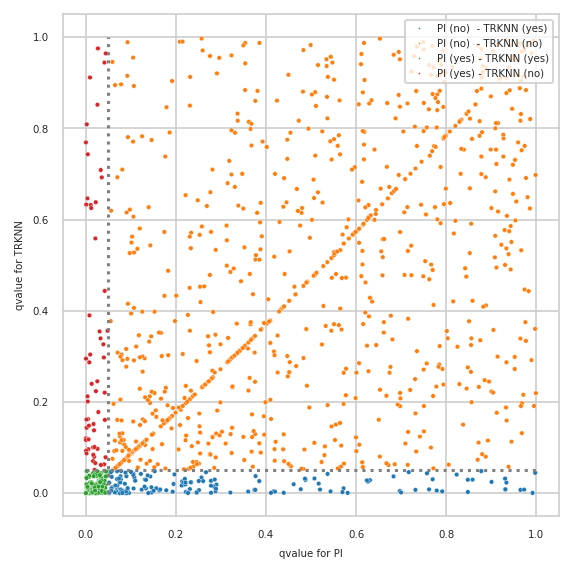 PI (no)  - TRKNN (yes)
PI (no)  - TRKNN (no)
PI (yes) - TRKNN (yes)
PI (yes) - TRKNN (no)
1.0
0.8
0.6
0.4
0.2
0.0
qvalue for TRKNN
0.0 0.2 0.4 0.6 0.8 1.0
qvalue for PI